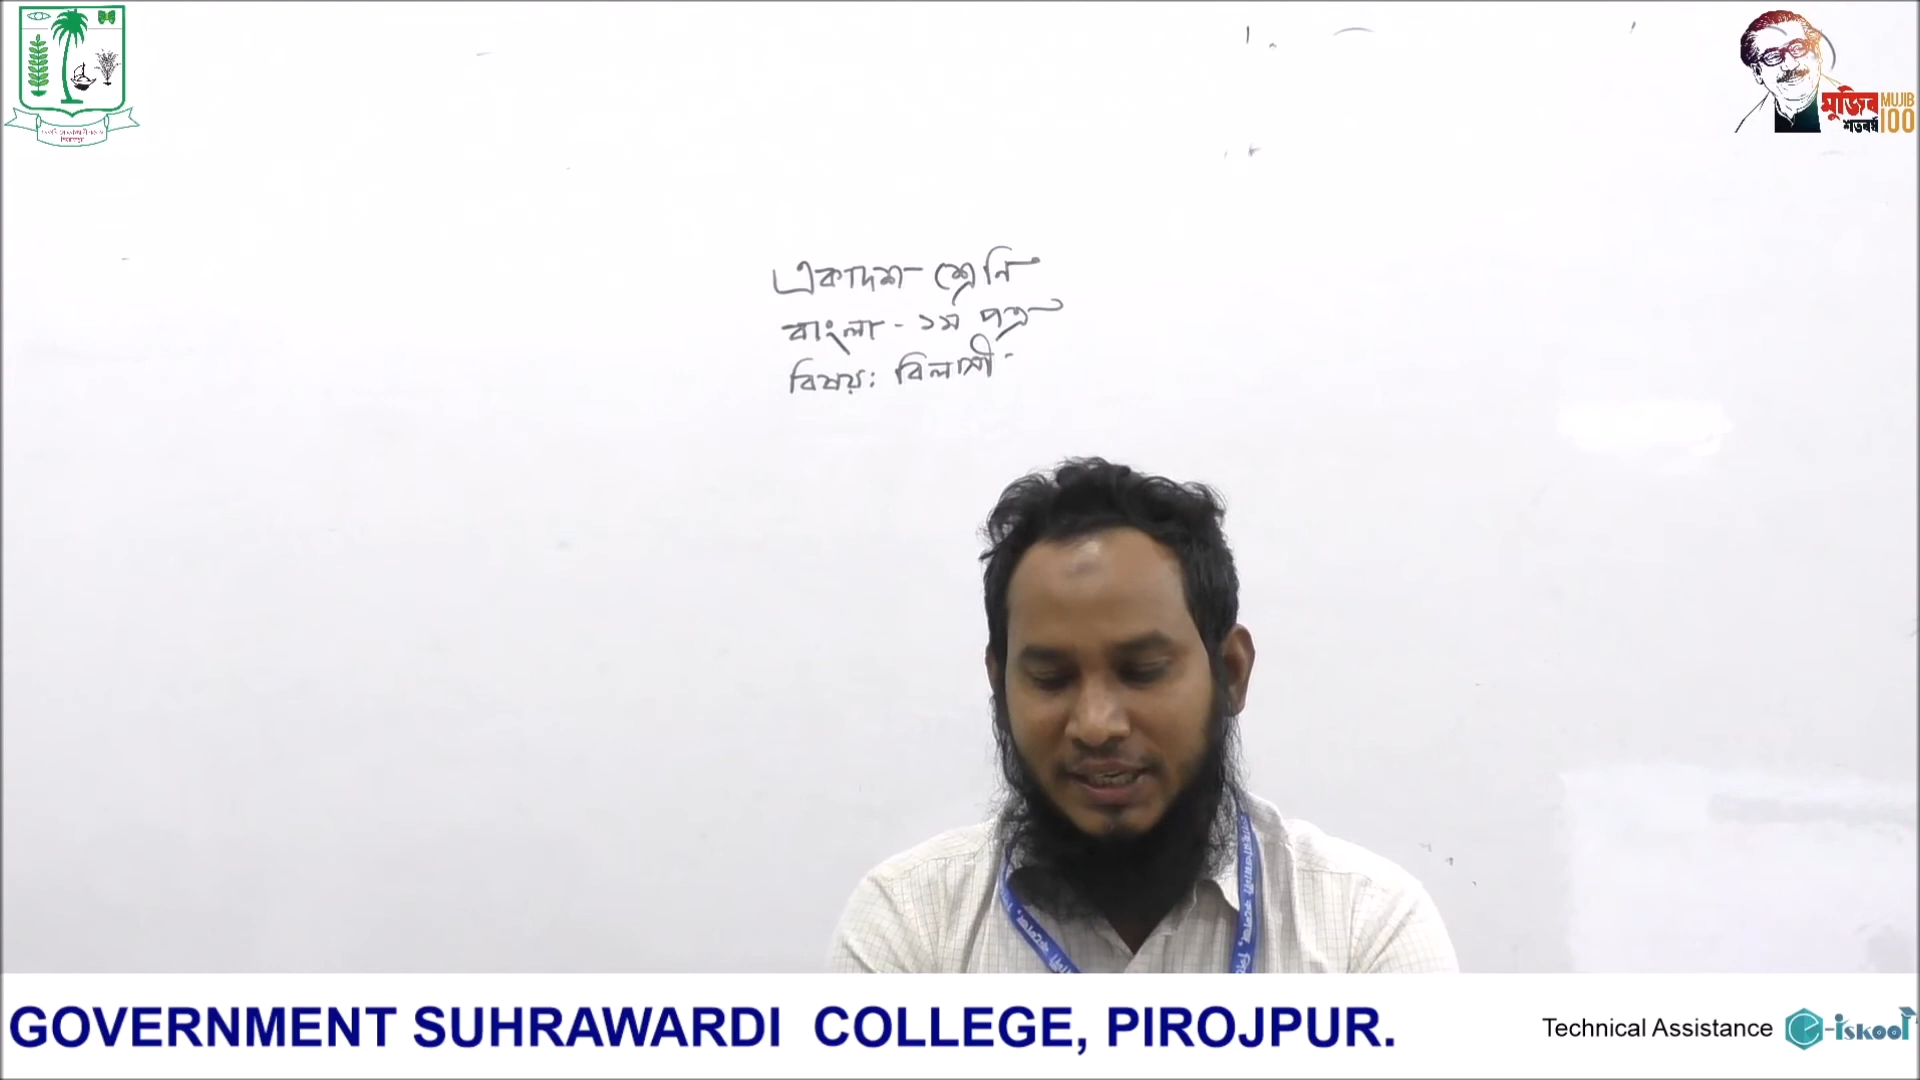 মুজিব MUJIB
শতবর্ষ 100
একাদশ শ্রেণি
বাংলা - ১ম পত্র
বিষয়: বিলাসী
GOVERNMENT SUHRAWARDI COLLEGE, PIROJPUR.
Technical Assistance e-iskool